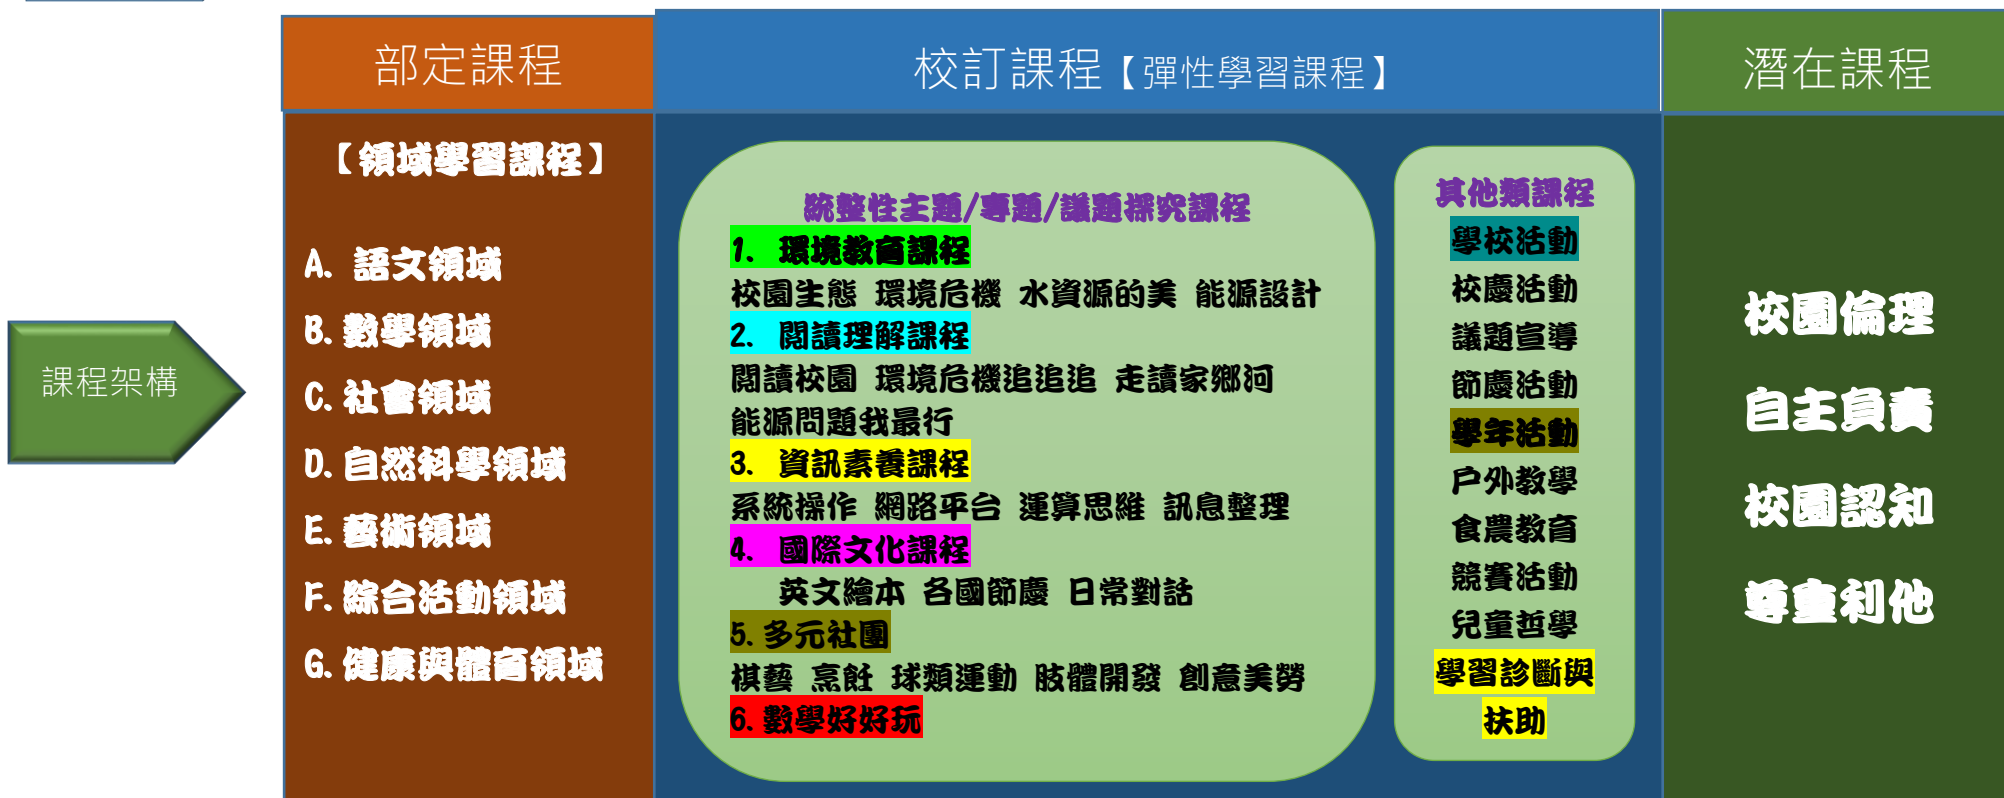 部定課程
校訂課程【彈性學習課程】
潛在課程
課程架構
【領域學習課程】
A. 語文領域
B.數學領域
C.社會領域
D.自然科學領域
E.藝術領域
F.綜合活動領域
G.健康與體育領域
統整性主題/專題/議題探究課程
1. 環境教育課程
校園生態 環境危機 水資源的美 能源設計
2. 閱讀理解課程
閱讀校園 環境危機追追追 走讀家鄉河
能源問題我最行
3. 資訊素養課程
系統操作 網路平台 運算思維 訊息整理
4. 國際文化課程
英文繪本 各國節慶 日常對話
5.多元社團
棋藝 烹飪 球類運動 肢體開發 創意美勞
6.數學好好玩
其他類課程
學校活動
校慶活動
議題宣導
節慶活動
學年活動
戶外教學
食農教育
競賽活動
兒童哲學
學習診斷與
扶助
校園倫理
自主負責
校園認知
尊重利他